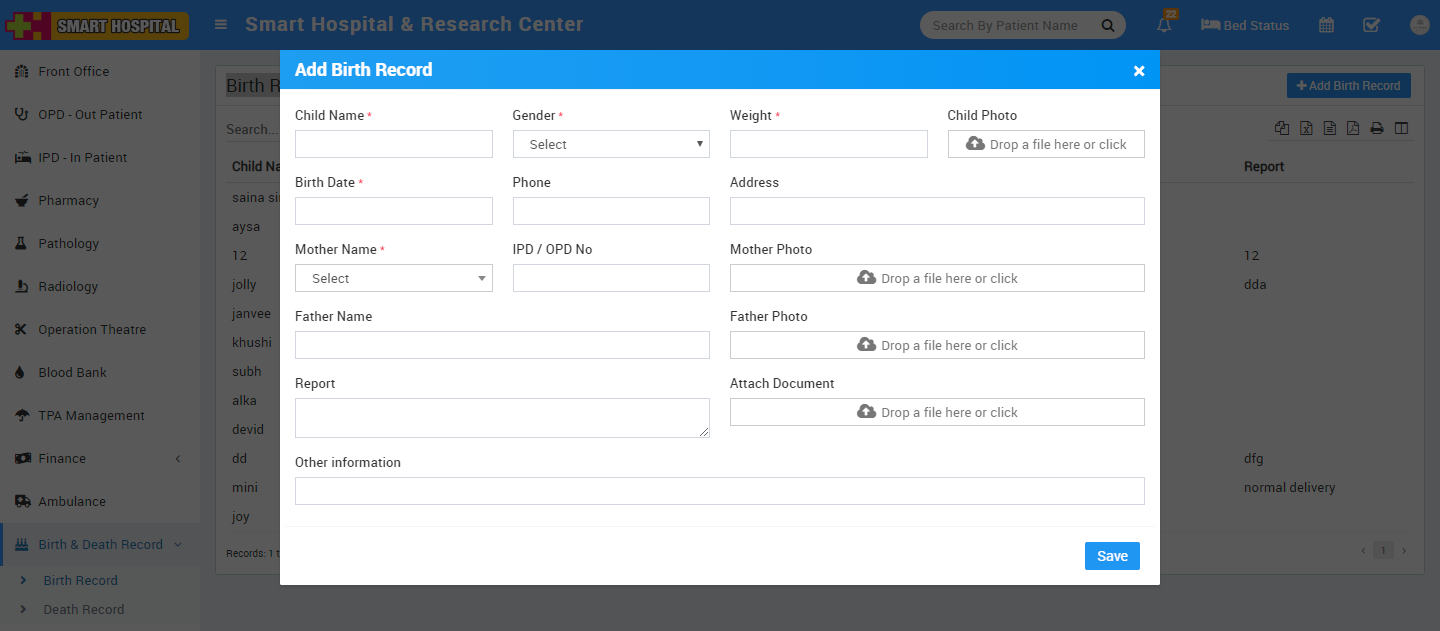 SMART HOSPITAL
Smart Hospital & Research Center
Search By Patient Name
22
Bed Status
Front Office
OPD - Out Patient
IPD - In Patient
Pharmacy
Pathology
Radiology
Operation Theatre
Blood Bank
TPA Management
Finance
Ambulance
Birth & Death Record
Birth Record
Death Record
Birth R
Add Birth Record
Search...
Child Na
Report
saina si
aysa
12 12
jolly dda
janvee
khushi
subh
alka
devid
dd dfg
mini normal delivery
joy
Records: 1 t
1
Add Birth Record ×
Child Name * Gender * Weight * Child Photo
Select Drop a file here or click
Birth Date * Phone Address
Mother Name * IPD / OPD No Mother Photo
Select Drop a file here or click
Father Name Father Photo
Drop a file here or click
Report Attach Document
Drop a file here or click
Other information
Save